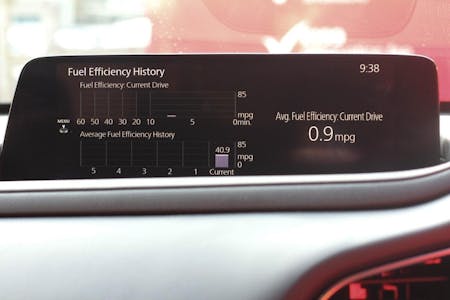 Fuel Efficiency History
9:38
Fuel Efficiency: Current Drive
85
mpg
MENU
60 50 40 30 20 10 5 0min.
Avg. Fuel Efficiency: Current Drive
0.9mpg
Average Fuel Efficiency History
40.9
85
mpg
0
5 4 3 2 1 Current